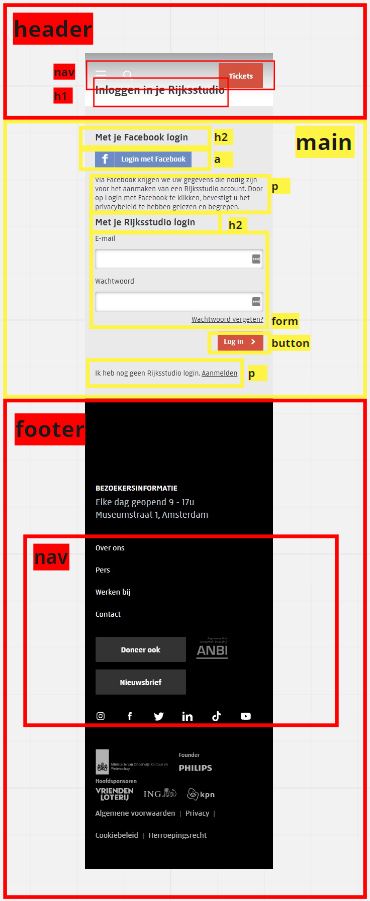 header
nav
Tickets
h1
Inloggen in je Rijksstudio
main
Met je Facebook login
h2
f
Login met Facebook
a
Via Facebook krijgen we uw gegevens die nodig zijn
voor het aanmaken van een Rijksstudio account. Door
op Login met Facebook te klikken, bevestigt u het
privacybeleid te hebben gelezen en begrepen.
p
Met je Rijksstudio login
h2
E-mail
Wachtwoord
Wachtwoord vergeten?
form
Log in
button
Ik heb nog geen Rijksstudio login. Aanmelden
p
footer
BEZOEKERSINFORMATIE
Elke dag geopend 9 - 17u
Museumstraat 1, Amsterdam
nav
Over ons
Pers
Werken bij
Contact
Doneer ook
ANBI
Nieuwsbrief
Founder
PHILIPS
Hoofdsponsoren
VRIENDEN
LOTERIJ
ING
kpn
Algemene voorwaarden | Privacy |
Cookiebeleid | Herroepingsrecht